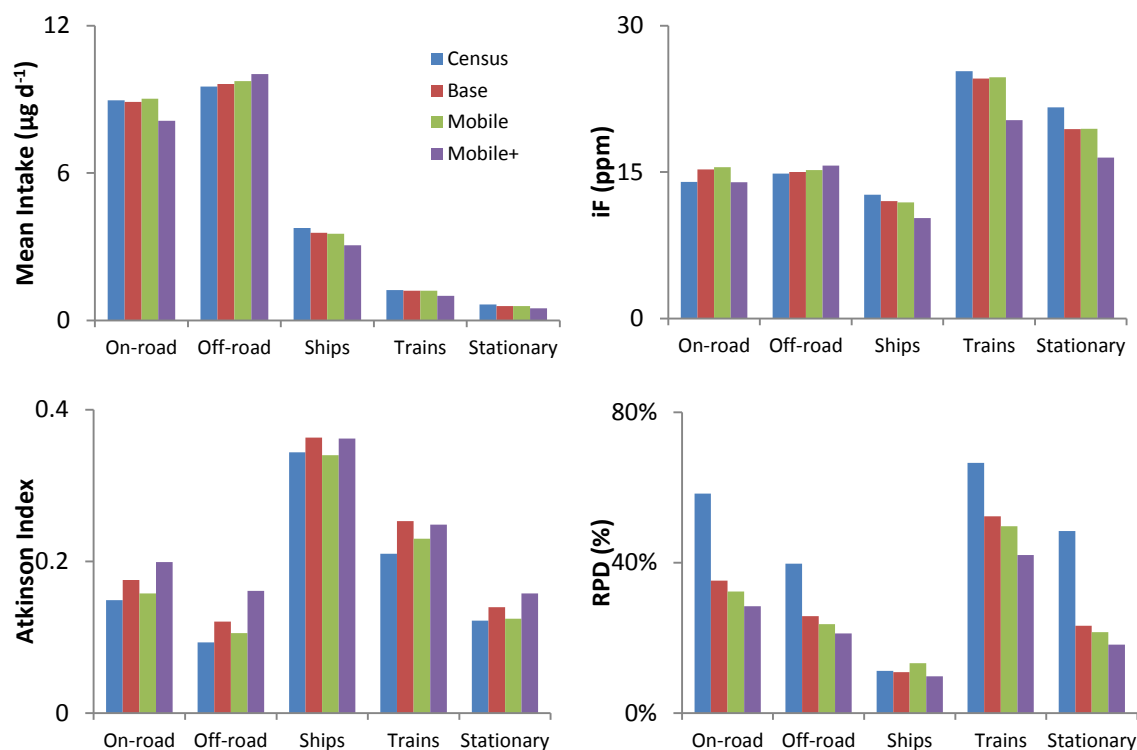 Mean Intake (µg d⁻¹)
12
6
0
Census
Base
Mobile
Mobile+
On-road Off-road Ships Trains Stationary
iF (ppm)
30
15
0
On-road Off-road Ships Trains Stationary
Atkinson Index
0.4
0.2
0
On-road Off-road Ships Trains Stationary
RPD (%)
80%
40%
0%
On-road Off-road Ships Trains Stationary